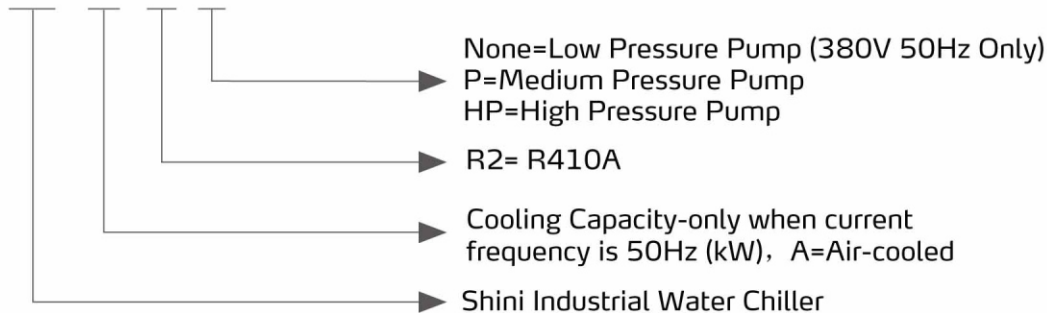 None=Low Pressure Pump (380V 50Hz Only)
P=Medium Pressure Pump
HP=High Pressure Pump
R2= R410A
Cooling Capacity-only when current
frequency is 50Hz (kW)，A=Air-cooled
Shini Industrial Water Chiller